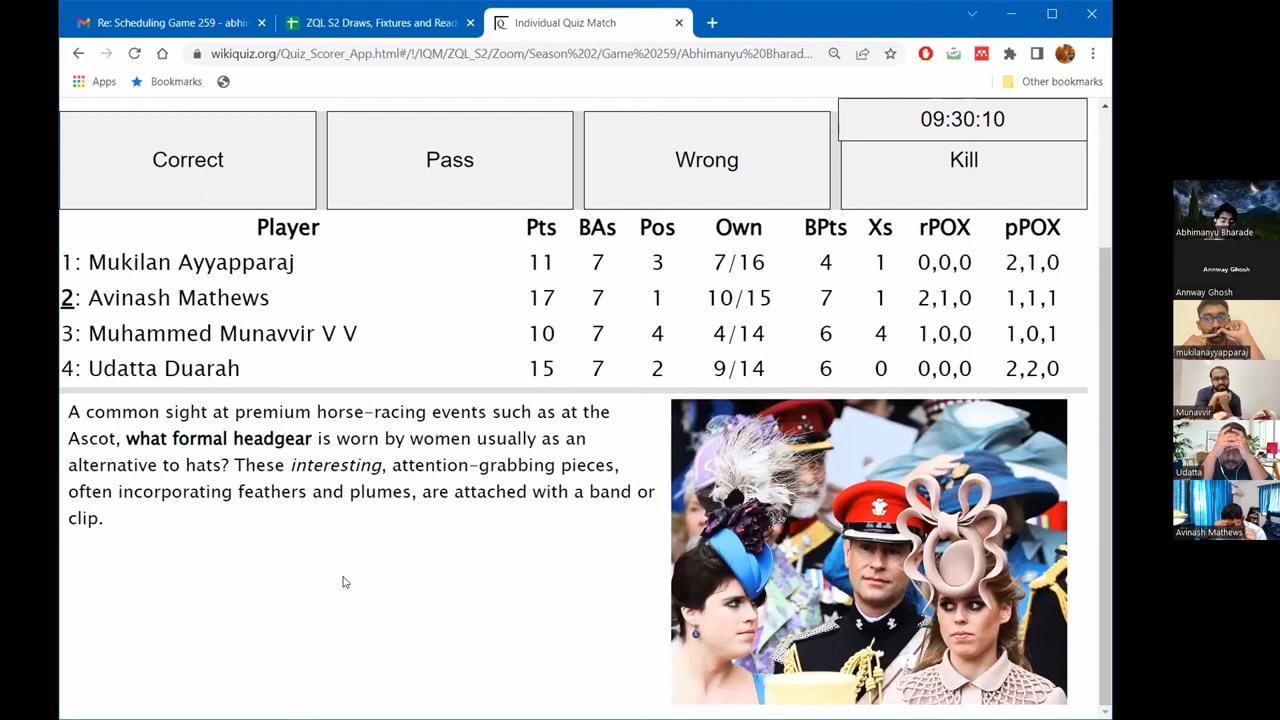 Re: Scheduling Game 259 - abhin
ZQL S2 Draws, Fixtures and Read
Individual Quiz Match
wikiquiz.org/Quiz_Scorer_App.html#/!/IQM/ZQL_S2/Zoom/Season%202/Game%20259/Abhimanyu%20Bharad...
Apps
Bookmarks
Other bookmarks
09:30:10
Correct
Pass
Wrong
Kill
Player Pts BAs Pos Own BPts Xs rPOX pPOX
1: Mukilan Ayyapparaj 11 7 3 7/16 4 1 0,0,0 2,1,0
2: Avinash Mathews 17 7 1 10/15 7 1 2,1,0 1,1,1
3: Muhammed Munavvir V V 10 7 4 4/14 6 4 1,0,0 1,0,1
4: Udatta Duarah 15 7 2 9/14 6 0 0,0,0 2,2,0
A common sight at premium horse-racing events such as at the
Ascot, what formal headgear is worn by women usually as an
alternative to hats? These interesting, attention-grabbing pieces,
often incorporating feathers and plumes, are attached with a band or
clip.
Abhimanyu Bharade
Annway Ghosh
Annway Ghosh
mukilanayyapparaj
Munavvir
Udatta
Avinash Mathews